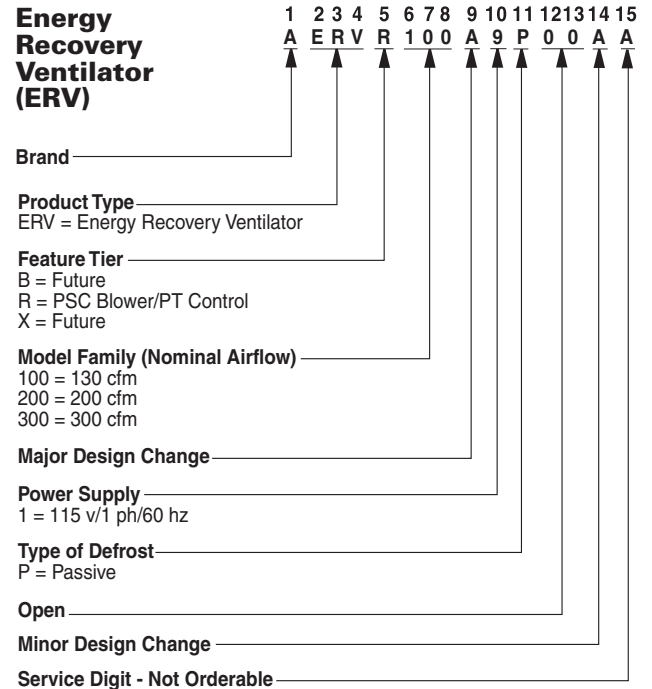 Energy
Recovery
Ventilator
(ERV)
1 2 3 4 5 6 7 8 9 10 11 12 13 14 15
A E R V R 1 0 0 A 9 P 0 0 A A
Brand
Product Type
ERV = Energy Recovery Ventilator
Feature Tier
B = Future
R = PSC Blower/PT Control
X = Future
Model Family (Nominal Airflow)
100 = 130 cfm
200 = 200 cfm
300 = 300 cfm
Major Design Change
Power Supply
1 = 115 v/1 ph/60 hz
Type of Defrost
P = Passive
Open
Minor Design Change
Service Digit - Not Orderable